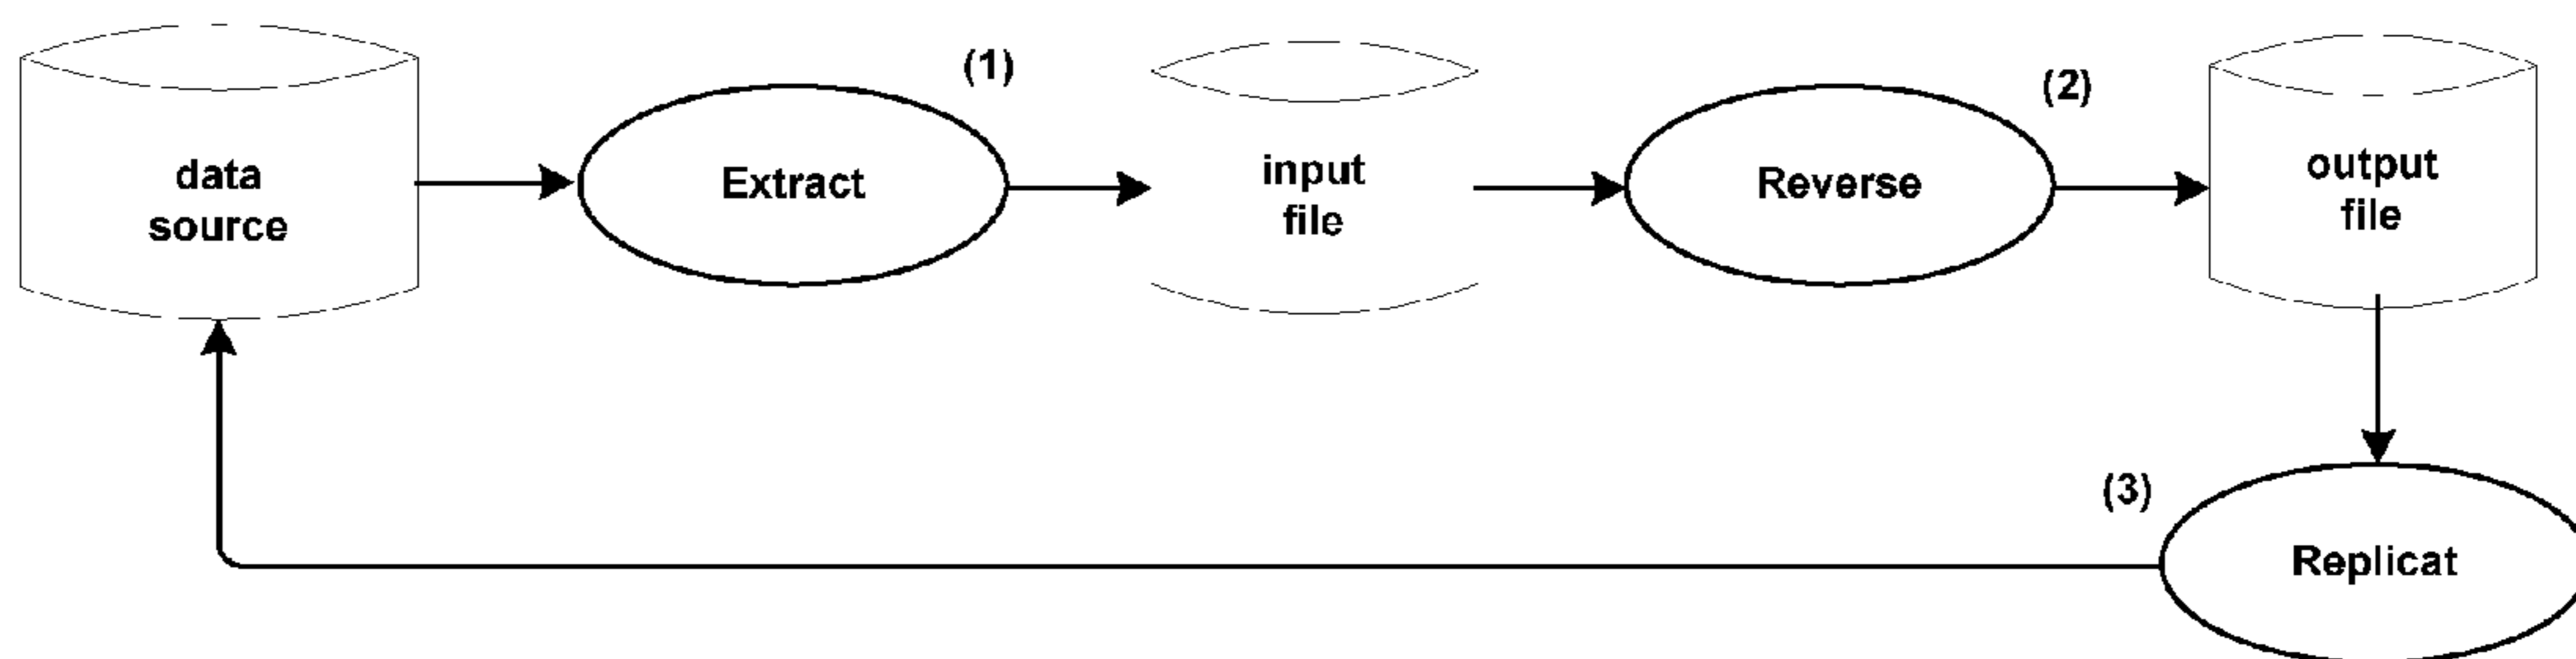 (1)
(2)
data
source
Extract
input
file
Reverse
output
file
(3)
Replicat